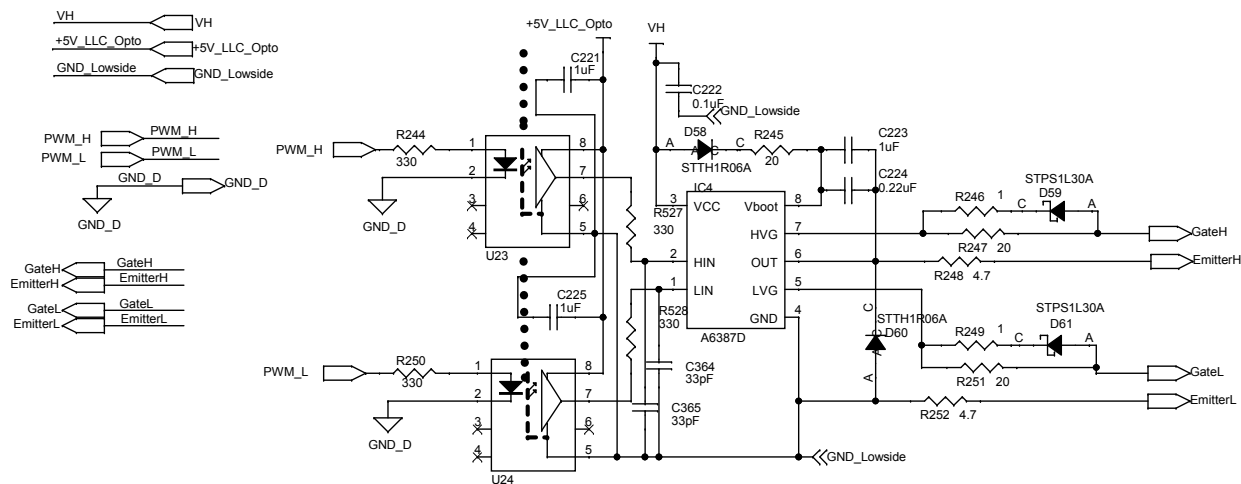 VH
VH
+5V_LLC_Opto
+5V_LLC_Opto
GND_Lowside
GND_Lowside
PWM_H
PWM_H
PWM_L
PWM_L
GND_D
GND_D
GND_D
GateH
GateH
EmitterH
EmitterH
GateL
GateL
EmitterL
EmitterL
+5V_LLC_Opto
VH
C221
1uF
C222
0.1uF
GND_Lowside
PWM_H
R244
330
1
2
3
4
8
7
6
5
U23
GND_D
D58
A
A
C
C
STTH1R06A
R245
20
C223
1uF
C224
0.22uF
R527
330
IC4
3
VCC
Vboot
8
HVG
7
2
HIN
OUT
6
1
LIN
LVG
5
GND
4
A6387D
R246
1
C
STPS1L30A
D59
A
R247
20
GateH
R248
4.7
EmitterH
C225
1uF
R528
330
C
STTH1R06A
A
C
D60
A
STPS1L30A
R249
1
C
D61
A
R251
20
GateL
R252
4.7
EmitterL
PWM_L
R250
330
1
2
3
4
8
7
6
5
U24
GND_D
C364
33pF
C365
33pF
GND_Lowside